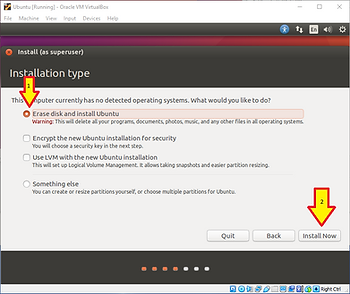 Ubuntu [Running] - Oracle VM VirtualBox
File Machine View Input Devices Help
En
Install (as superuser)
Installation type
1
This computer currently has no detected operating systems. What would you like to do?
Erase disk and install Ubuntu
Warning: This will delete all your programs, documents, photos, music, and any other files in all operating systems.
Encrypt the new Ubuntu installation for security
You will choose a security key in the next step.
Use LVM with the new Ubuntu installation
This will set up Logical Volume Management. It allows taking snapshots and easier partition resizing.
Something else
You can create or resize partitions yourself, or choose multiple partitions for Ubuntu.
2
Quit Back Install Now
Right Ctrl